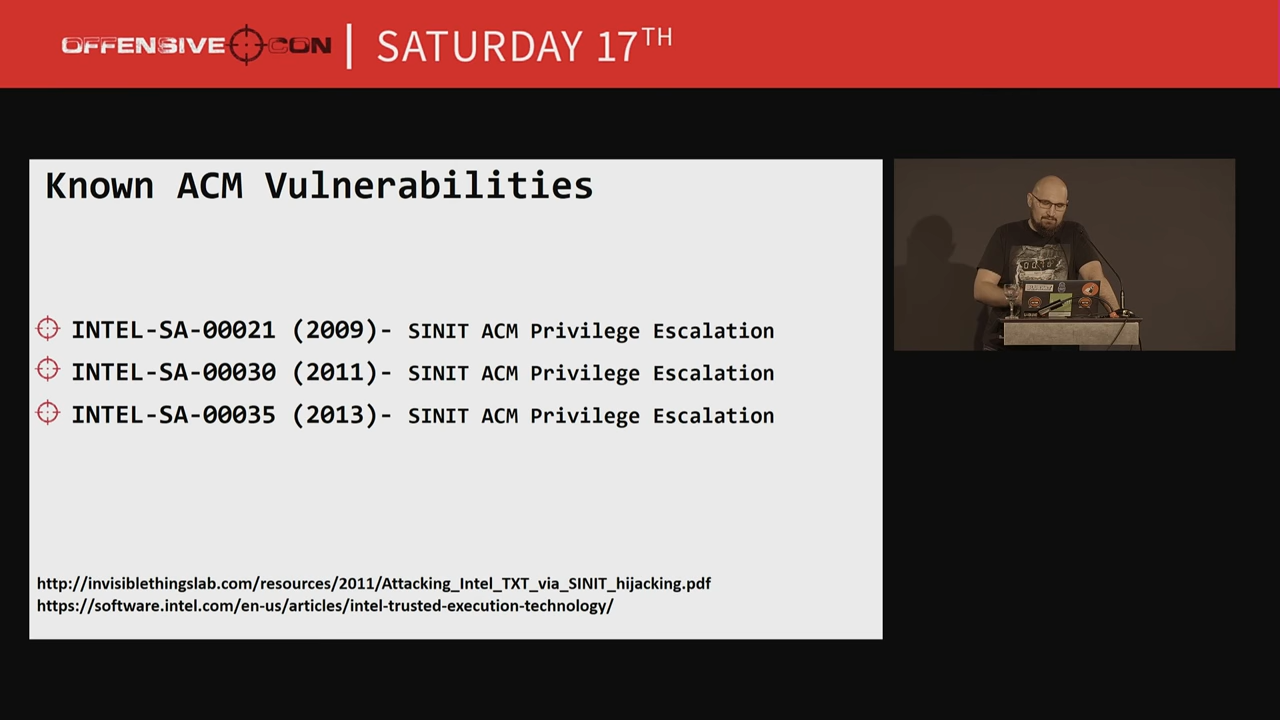 OFFENSIVE CON | SATURDAY 17TH
Known ACM Vulnerabilities
INTEL-SA-00021 (2009)- SINIT ACM Privilege Escalation
INTEL-SA-00030 (2011)- SINIT ACM Privilege Escalation
INTEL-SA-00035 (2013)- SINIT ACM Privilege Escalation
http://invisiblethingslab.com/resources/2011/Attacking_Intel_TXT_via_SINIT_hijacking.pdf
https://software.intel.com/en-us/articles/intel-trusted-execution-technology/